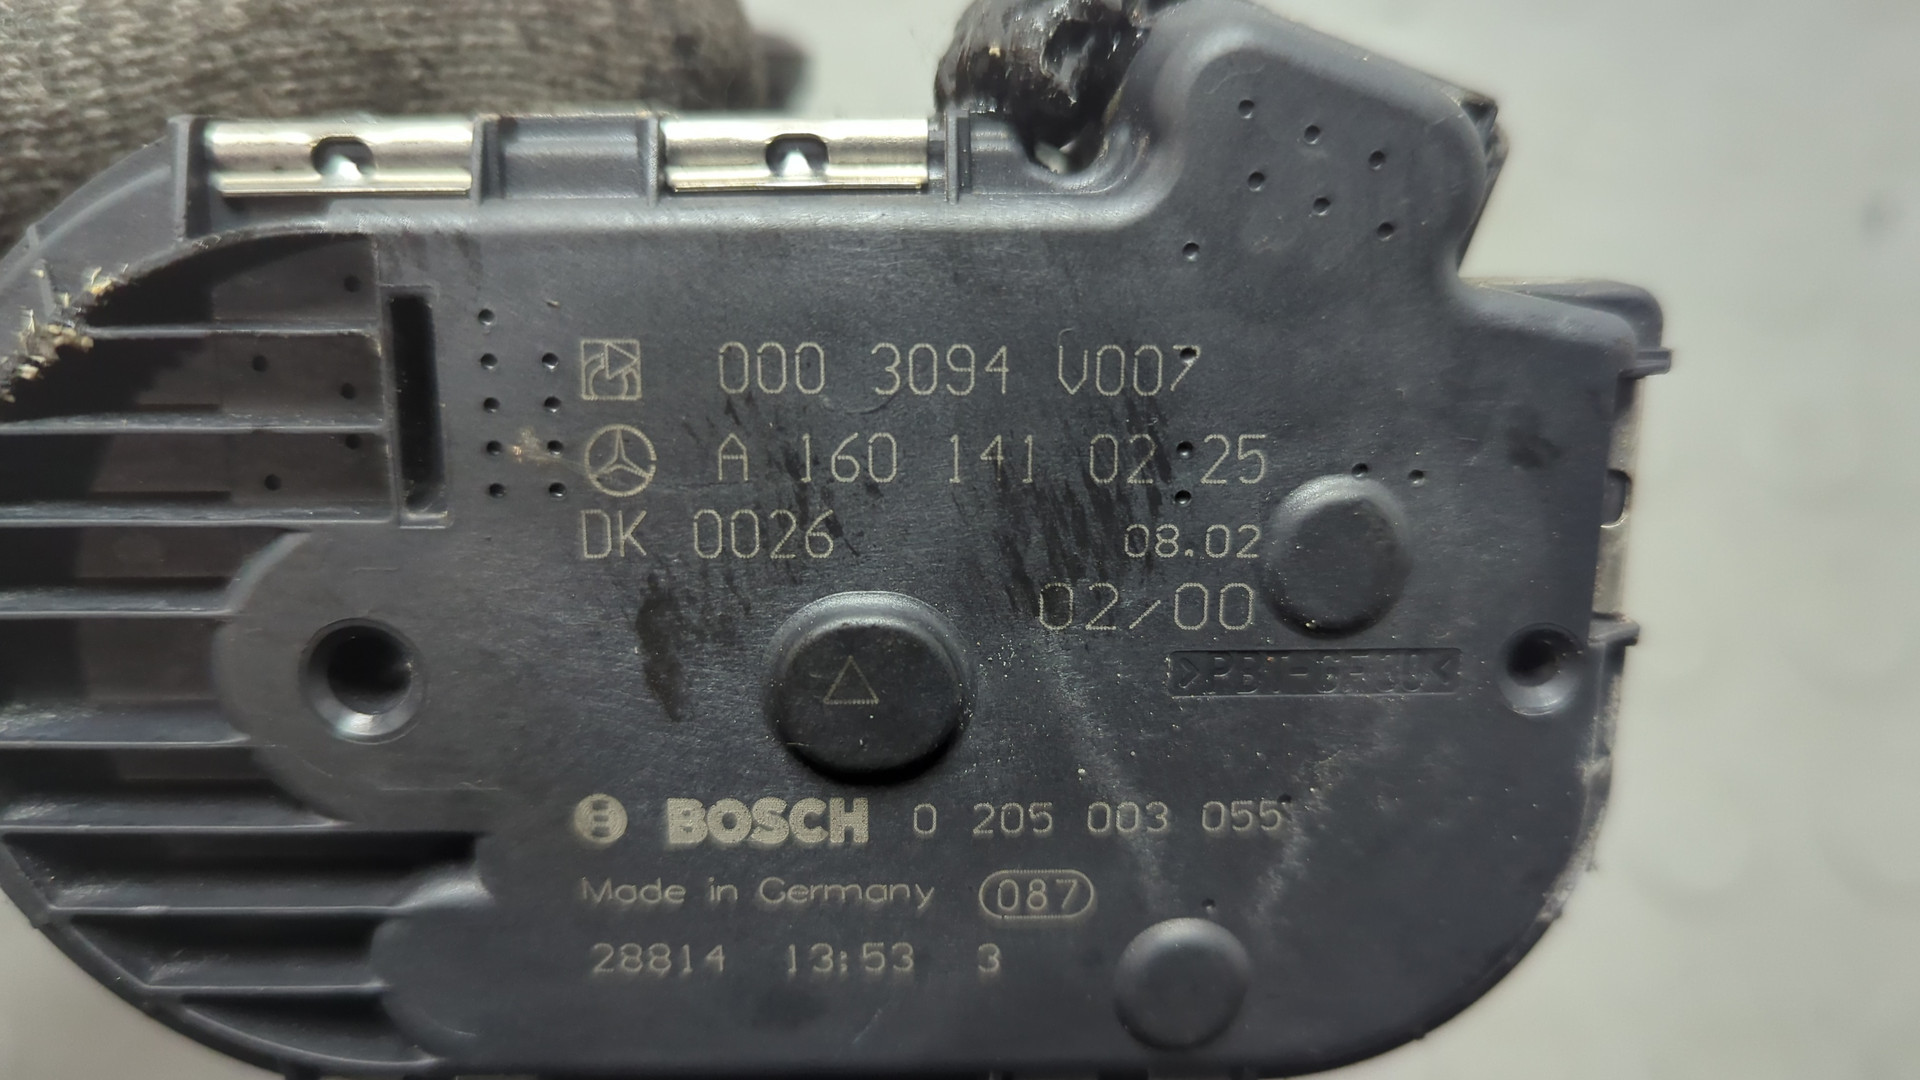 000 3094 V007
A 160 141 02 25
DK 0026 08.02
02/00
BOSCH 0 205 003 055
Made in Germany 087
28814 13:53 3